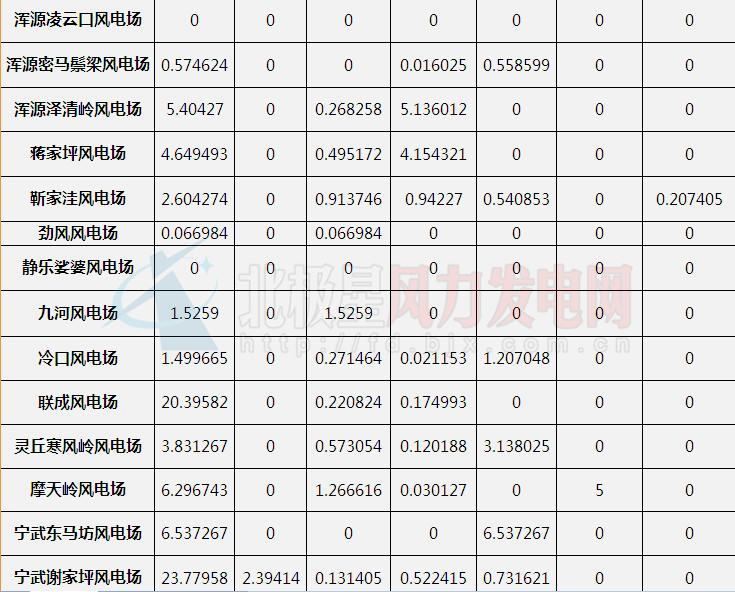 浑源凌云口风电场 0 0 0 0 0 0 0
浑源密马鬃梁风电场 0.574624 0 0 0.016025 0.558599 0 0
浑源泽清岭风电场 5.40427 0 0.268258 5.136012 0 0 0
蒋家坪风电场 4.649493 0 0.495172 4.154321 0 0 0
靳家洼风电场 2.604274 0 0.913746 0.94227 0.540853 0 0.207405
劲风风电场 0.066984 0 0.066984 0 0 0 0
静乐娑婆风电场 0 0 0 0 0 0 0
北极星风力发电网
九河风电场 1.5259 0 1.5259 0 0 0 0
http://fd.bjx.com.cn
冷口风电场 1.499665 0 0.271464 0.021153 1.207048 0 0
联成风电场 20.39582 0 0.220824 0.174993 0 0 0
灵丘寒风岭风电场 3.831267 0 0.573054 0.120188 3.138025 0 0
摩天岭风电场 6.296743 0 1.266616 0.030127 0 5 0
宁武东马坊风电场 6.537267 0 0 0 6.537267 0 0
宁武谢家坪风电场 23.77958 2.39414 0.131405 0.522415 0.731621 0 0